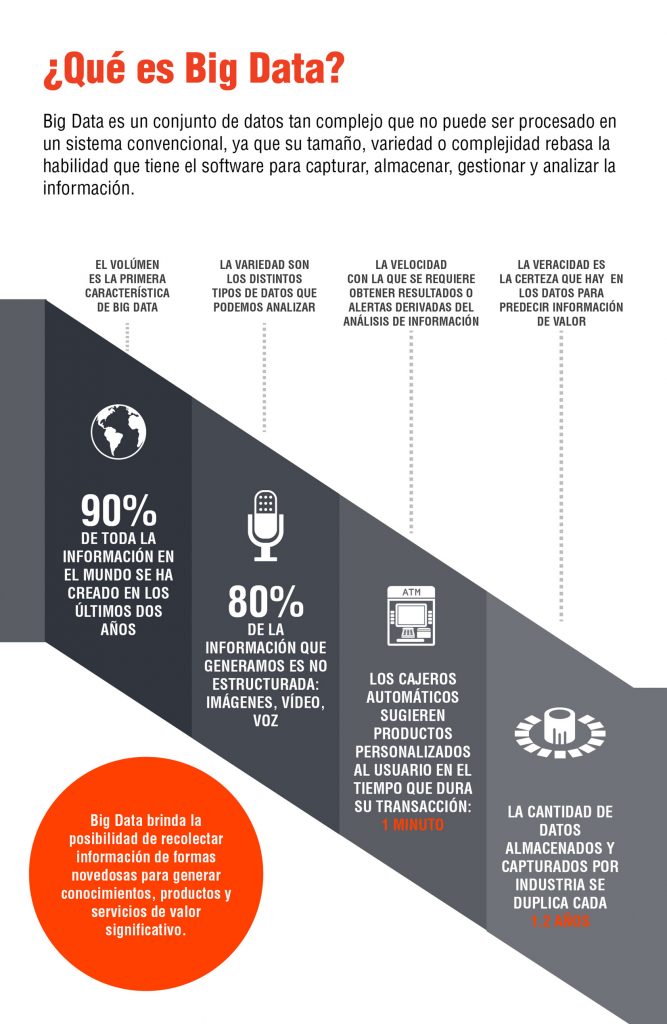 ¿Qué es Big Data?
Big Data es un conjunto de datos tan complejo que no puede ser procesado en
un sistema convencional, ya que su tamaño, variedad o complejidad rebasa la
habilidad que tiene el software para capturar, almacenar, gestionar y analizar la
información.
EL VOLÚMEN
ES LA PRIMERA
CARACTERÍSTICA
DE BIG DATA
LA VARIEDAD SON
LOS DISTINTOS
TIPOS DE DATOS QUE
PODEMOS ANALIZAR
LA VELOCIDAD
CON LA QUE SE REQUIERE
OBTENER RESULTADOS O
ALERTAS DERIVADAS DEL
ANÁLISIS DE INFORMACIÓN
LA VERACIDAD ES
LA CERTEZA QUE HAY EN
LOS DATOS PARA
PREDECIR INFORMACIÓN
DE VALOR
90%
DE TODA LA
INFORMACIÓN EN
EL MUNDO SE HA
CREADO EN LOS
ÚLTIMOS DOS
AÑOS
80%
DE LA
INFORMACIÓN QUE
GENERAMOS ES NO
ESTRUCTURADA:
IMÁGENES, VÍDEO,
VOZ
ATM
LOS CAJEROS
AUTOMÁTICOS
SUGIEREN
PRODUCTOS
PERSONALIZADOS
AL USUARIO EN EL
TIEMPO QUE DURA
SU TRANSACCIÓN:
1 MINUTO
LA CANTIDAD DE
DATOS
ALMACENADOS Y
CAPTURADOS POR
INDUSTRIA SE
DUPLICA CADA
1.2 AÑOS
Big Data brinda la
posibilidad de recolectar
información de formas
novedosas para generar
conocimientos, productos y
servicios de valor
significativo.